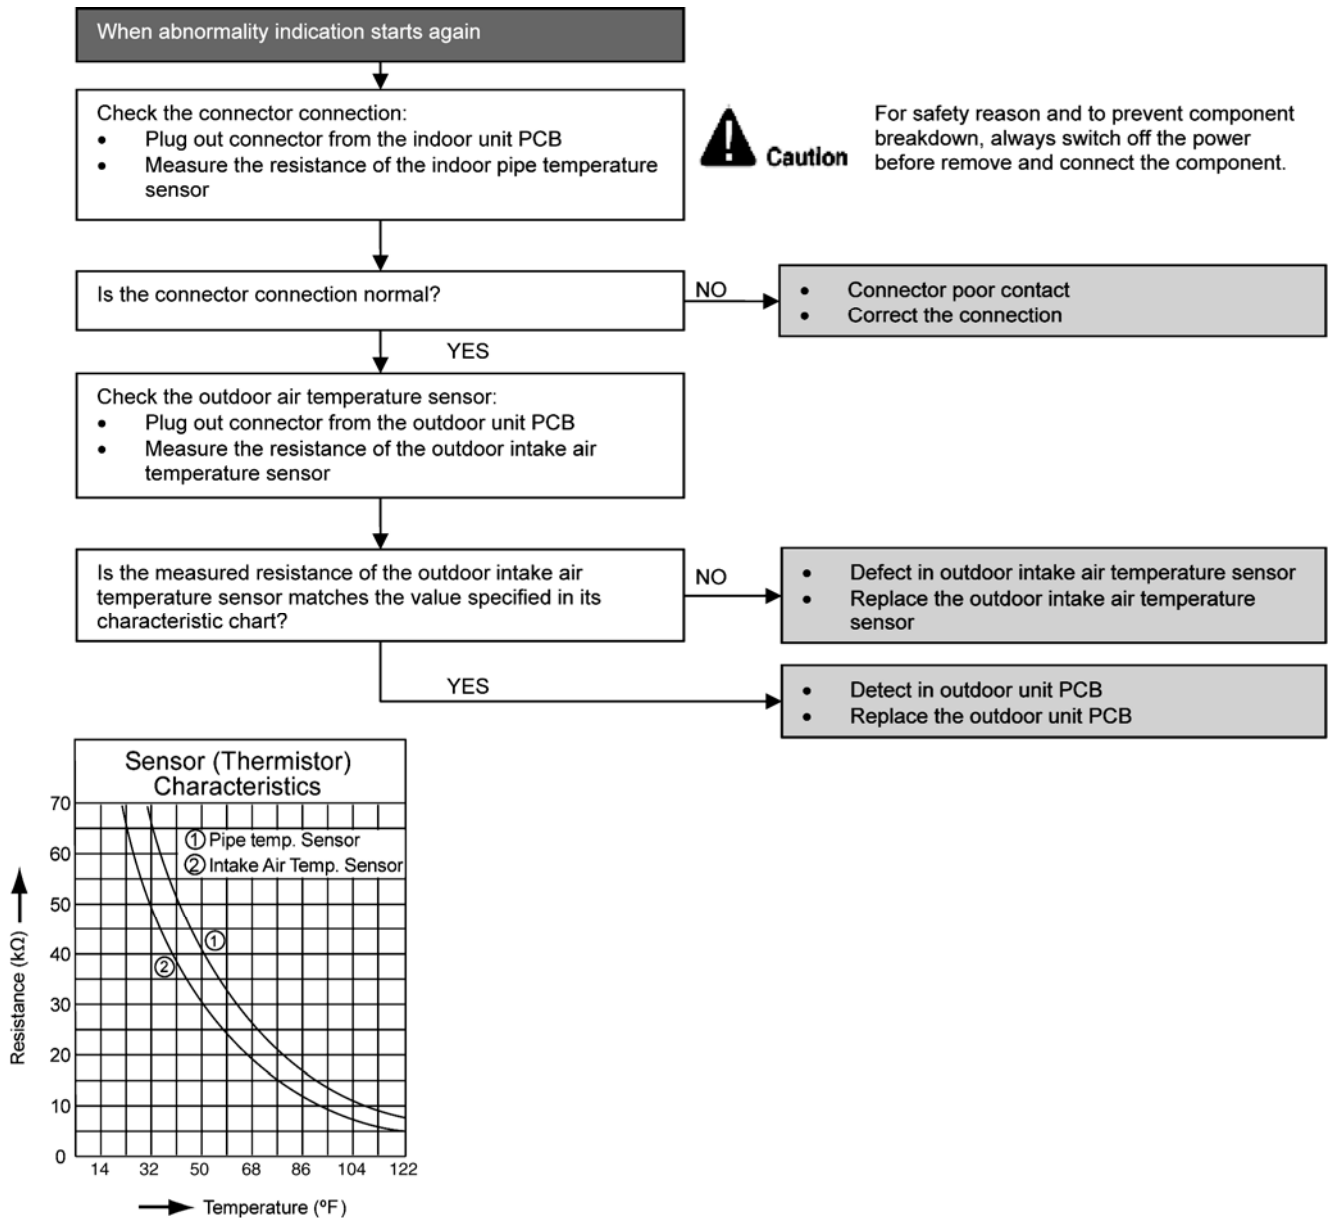 When abnormality indication starts again
Check the connector connection:
• Plug out connector from the indoor unit PCB
• Measure the resistance of the indoor pipe temperature
sensor
Caution
For safety reason and to prevent component
breakdown, always switch off the power
before remove and connect the component.
Is the connector connection normal?
NO
• Connector poor contact
• Correct the connection
YES
Check the outdoor air temperature sensor:
• Plug out connector from the outdoor unit PCB
• Measure the resistance of the outdoor intake air
temperature sensor
Is the measured resistance of the outdoor intake air
temperature sensor matches the value specified in its
characteristic chart?
NO
• Defect in outdoor intake air temperature sensor
• Replace the outdoor intake air temperature
sensor
YES
• Detect in outdoor unit PCB
• Replace the outdoor unit PCB
Sensor (Thermistor)
Characteristics
① Pipe temp. Sensor
② Intake Air Temp. Sensor
70
60
50
40
30
20
10
0
①
②
Resistance (kΩ)
14 32 50 68 86 104 122
Temperature (ºF)